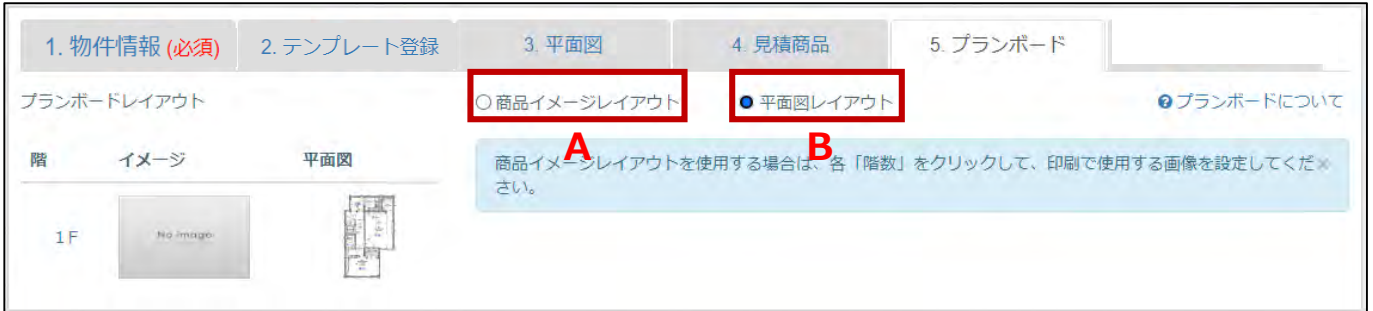 1. 物件情報 (必須) 2. テンプレート登録 3. 平面図 4. 見積商品 5. プランボード
プランボードレイアウト 商品イメージレイアウト 平面図レイアウト プランボードについて
A B
階 イメージ 平面図
商品イメージレイアウトを使用する場合は、各「階数」をクリックして、印刷で使用する画像を設定してくだ×
さい。
1F No image